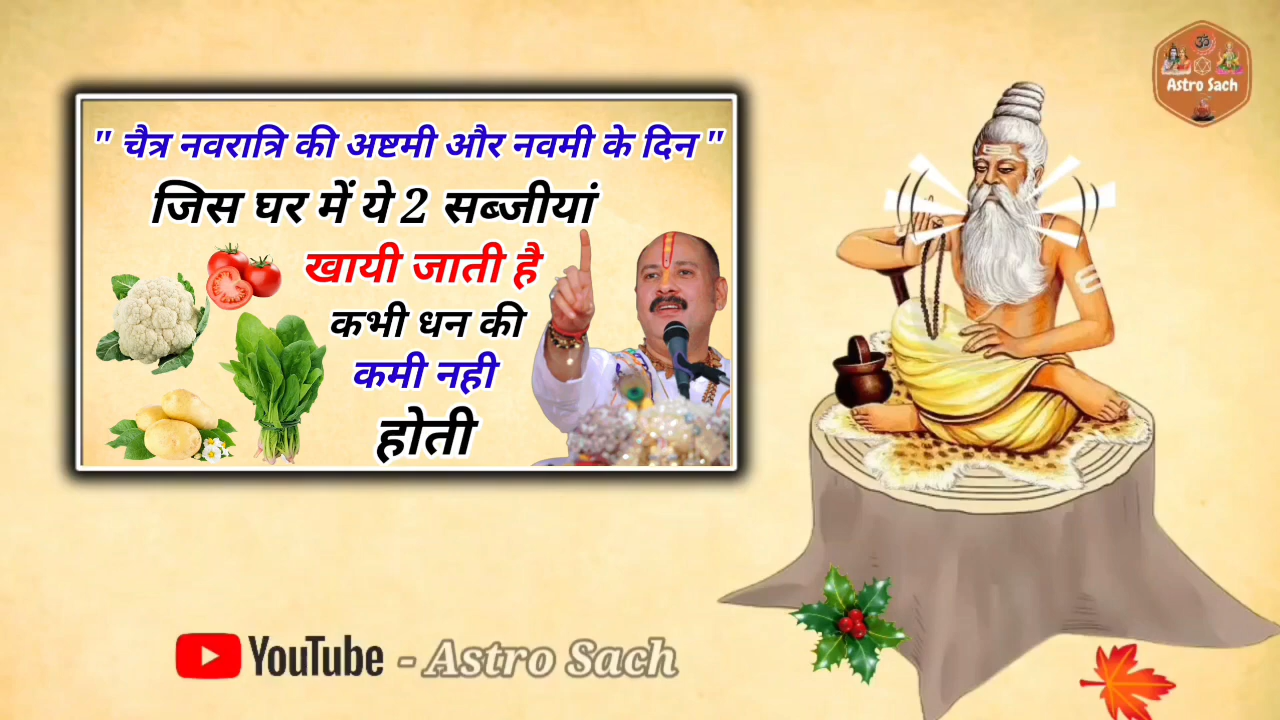 " चैत्र नवरात्रि की अष्टमी और नवमी के दिन "
जिस घर में ये 2 सब्जीयां
खायी जाती है
कभी धन की
कमी नही
होती
Astro Sach
YouTube - Astro Sach